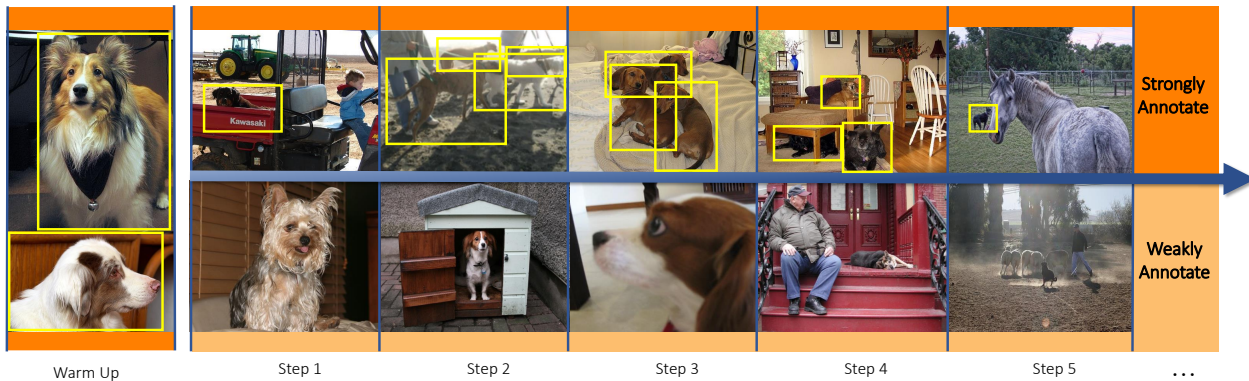 Kawasaki
Strongly
Annotate
Weakly
Annotate
Warm Up
Step 1
Step 2
Step 3
Step 4
Step 5
...